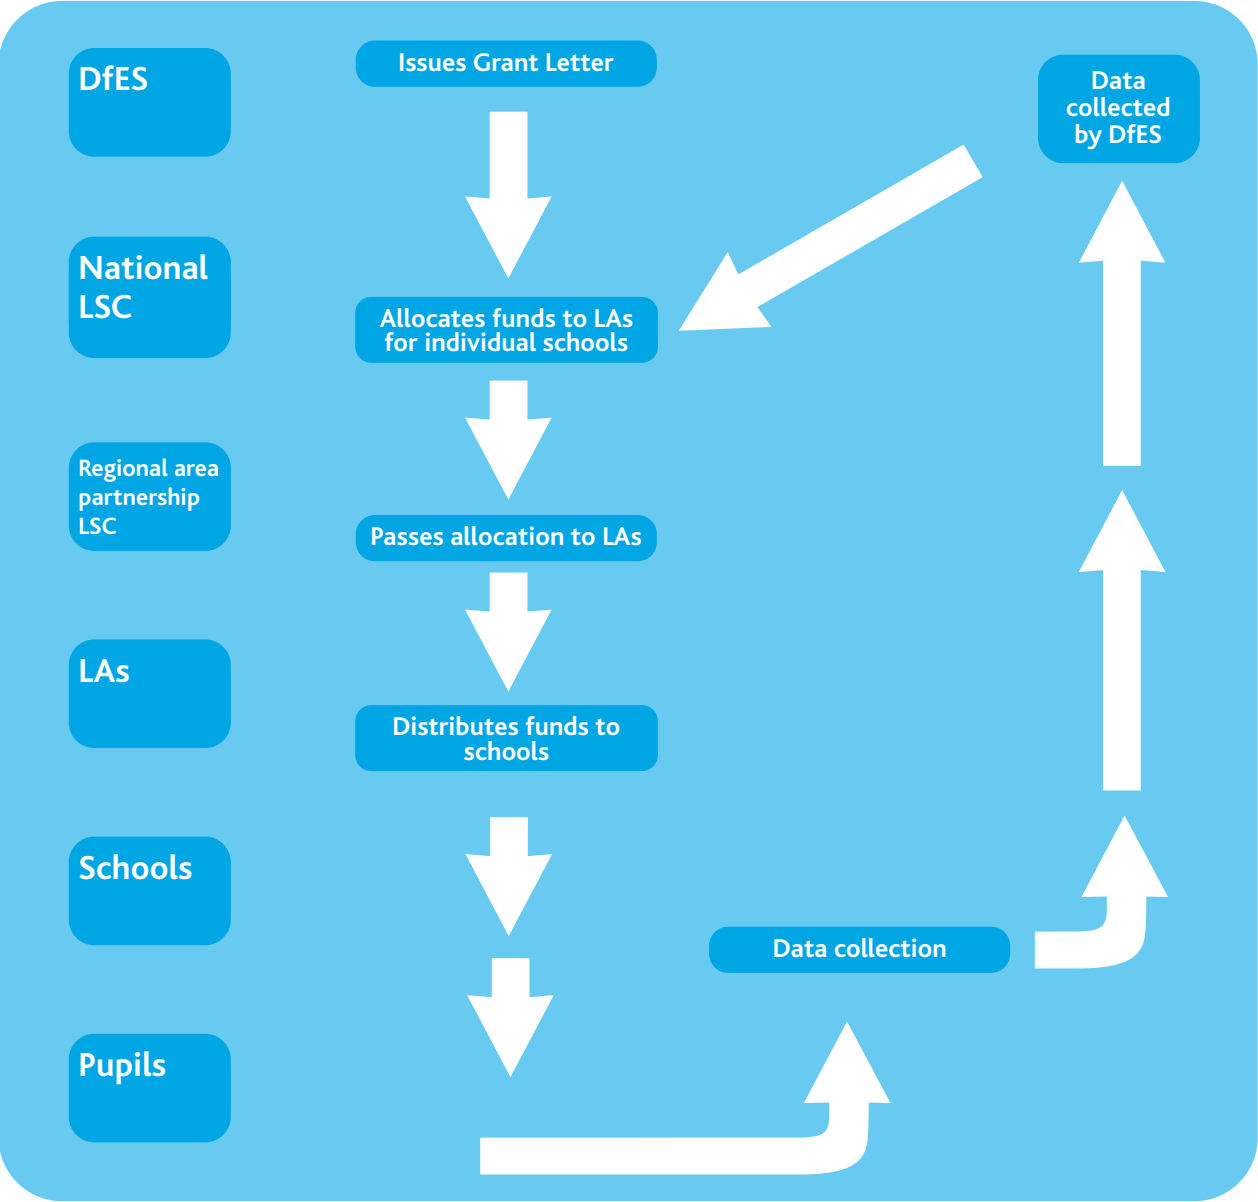 DfES
Issues Grant Letter
Data
collected
by DfES
National
LSC
Allocates funds to LAs
for individual schools
Regional area
partnership
LSC
Passes allocation to LAs
LAs
Distributes funds to
schools
Schools
Data collection
Pupils